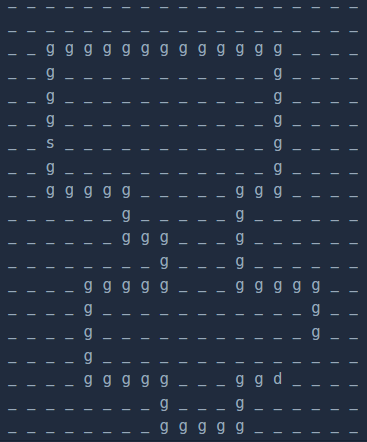 _ _ _ _ _ _ _ _ _ _ _ _ _ _ _ _ _ _ _
_ _ _ _ _ _ _ _ _ _ _ _ _ _ _ _ _ _ _
_ _ g g g g g g g g g g g g g _ _ _ _
_ _ g _ _ _ _ _ _ _ _ _ _ _ g _ _ _ _
_ _ g _ _ _ _ _ _ _ _ _ _ _ g _ _ _ _
_ _ g _ _ _ _ _ _ _ _ _ _ _ g _ _ _ _
_ _ s _ _ _ _ _ _ _ _ _ _ _ g _ _ _ _
_ _ g _ _ _ _ _ _ _ _ _ _ _ g _ _ _ _
_ _ g g g g g _ _ _ _ _ g g g _ _ _ _
_ _ _ _ _ _ g _ _ _ _ _ g _ _ _ _ _ _
_ _ _ _ _ _ g g g _ _ _ g _ _ _ _ _ _
_ _ _ _ _ _ _ _ g _ _ _ g _ _ _ _ _ _
_ _ _ _ g g g g g _ _ _ g g g g g _ _
_ _ _ _ g _ _ _ _ _ _ _ _ _ _ _ g _ _
_ _ _ _ g _ _ _ _ _ _ _ _ _ _ _ g _ _
_ _ _ _ g _ _ _ _ _ _ _ _ _ _ _ _ _ _
_ _ _ _ g g g g g _ _ _ g g d _ _ _ _
_ _ _ _ _ _ _ _ g _ _ _ g _ _ _ _ _ _
_ _ _ _ _ _ _ _ g g g g g _ _ _ _ _ _